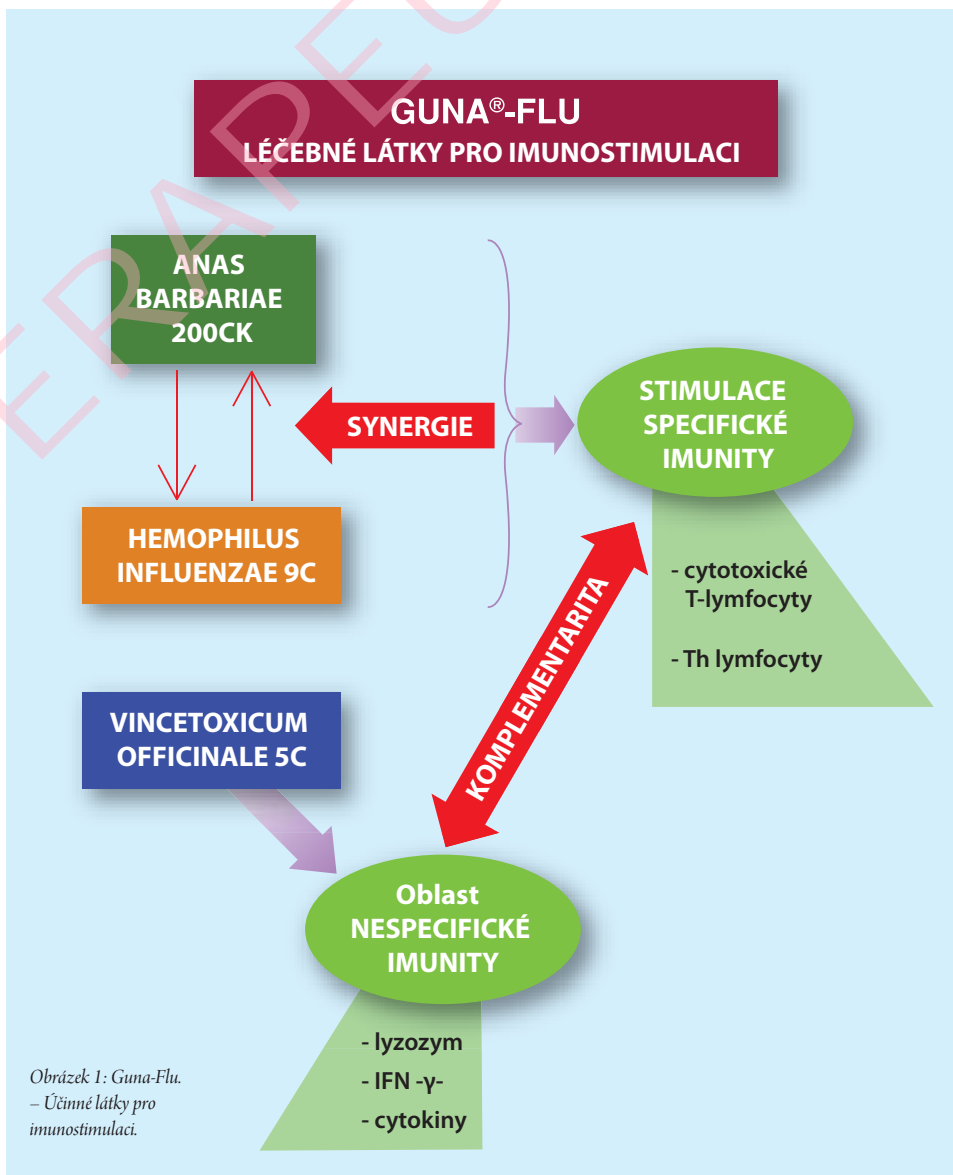 GUNA®-FLU
LÉČEBNÉ LÁTKY PRO IMUNOSTIMULACI
ANAS
BARBARIAE
200CK
SYNERGIE
STIMULACE
SPECIFICKÉ
IMUNITY
HEMOPHILUS
INFLUENZAE 9C
- cytotoxické
T-lymfocyty
- Th lymfocyty
KOMPLEMENTARITA
VINCETOXICUM
OFFICINALE 5C
Oblast
NESPECIFICKÉ
IMUNITY
- lyzozym
- IFN -γ-
- cytokiny
Obrázek 1: Guna-Flu.
– Účinné látky pro
imunostimulaci.